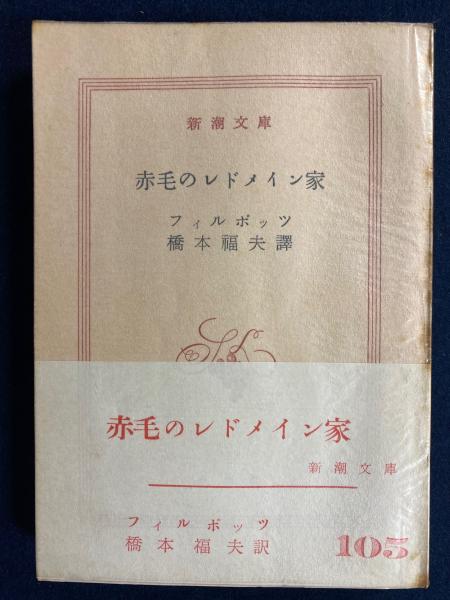 新潮文庫
赤毛のレドメイン家
フィルポッツ
橋本福夫譯
赤毛のレドメイン家
新潮文庫
フィルポッツ
橋本福夫訳
105